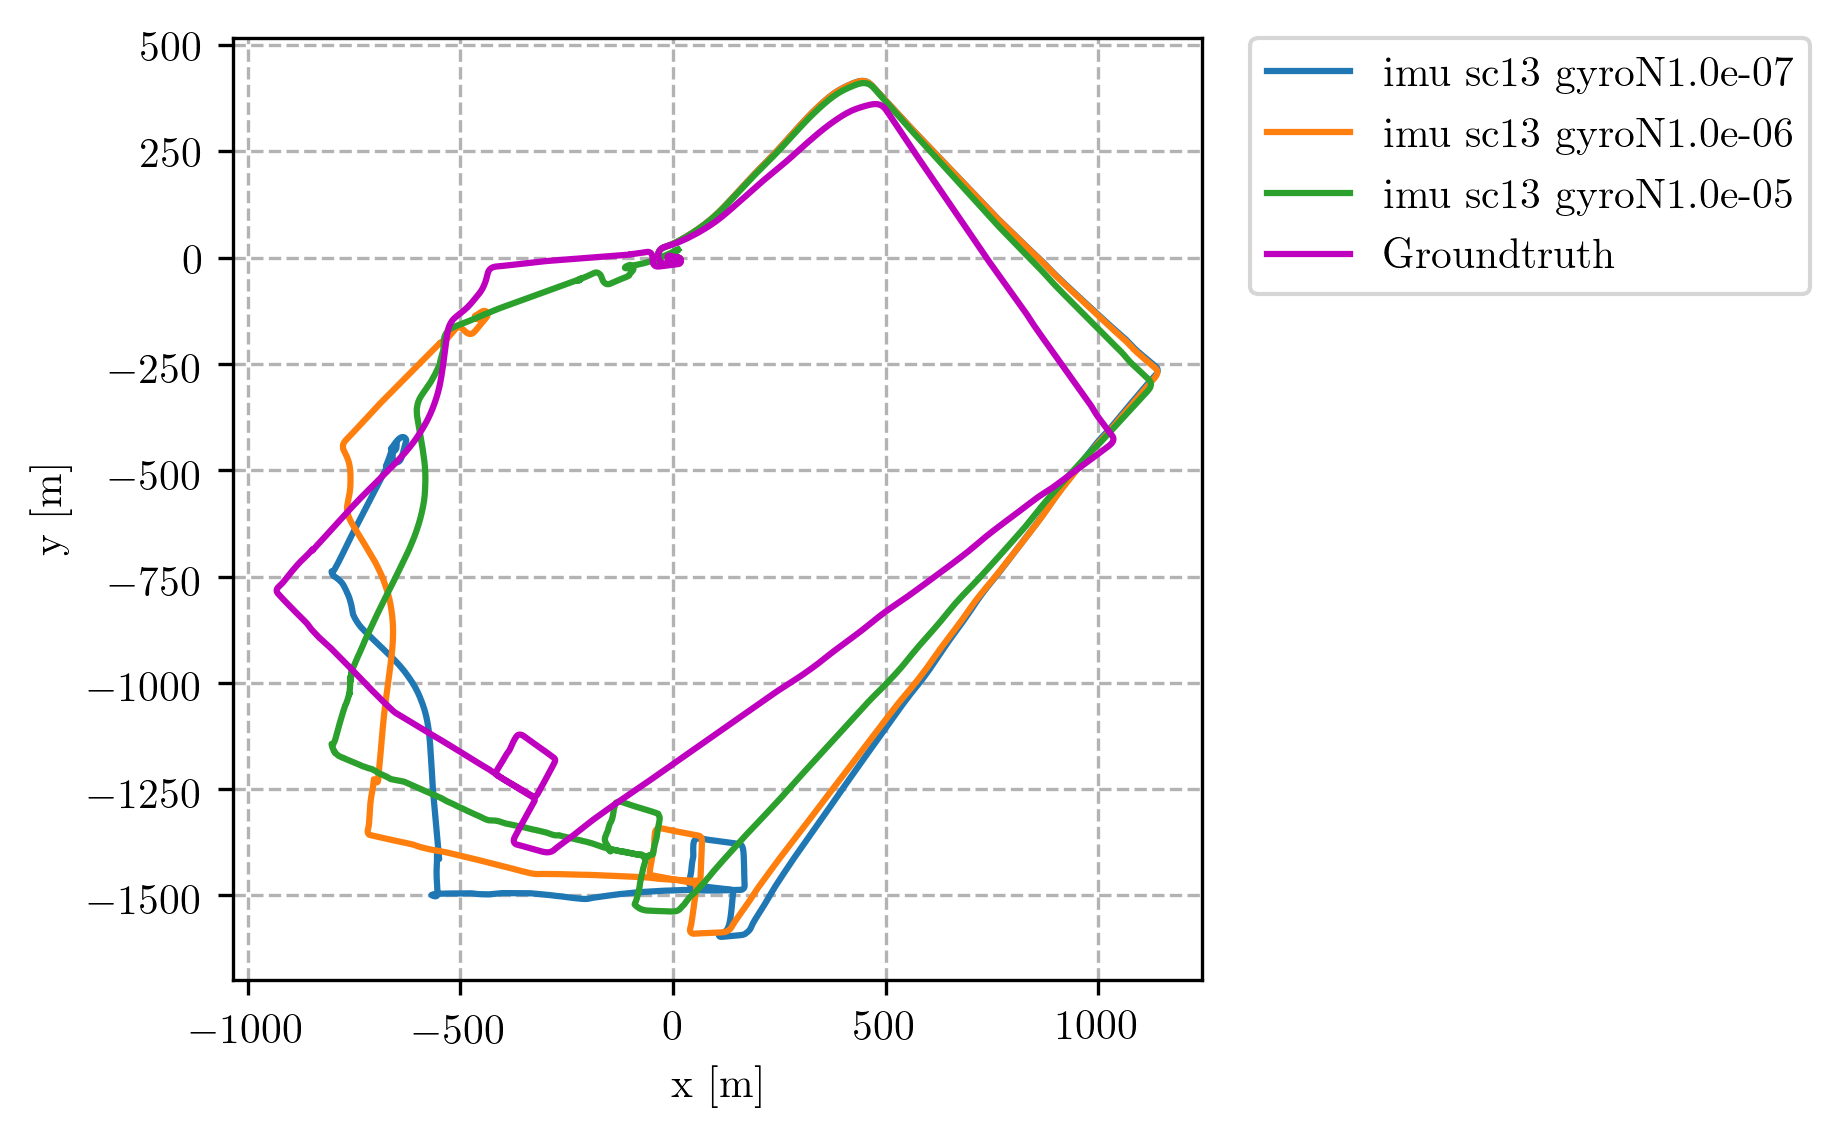 500
250
0
−250
−500
−750
−1000
−1250
−1500
y [m]
−1000 −500 0 500 1000
x [m]
imu sc13 gyroN1.0e-07
imu sc13 gyroN1.0e-06
imu sc13 gyroN1.0e-05
Groundtruth